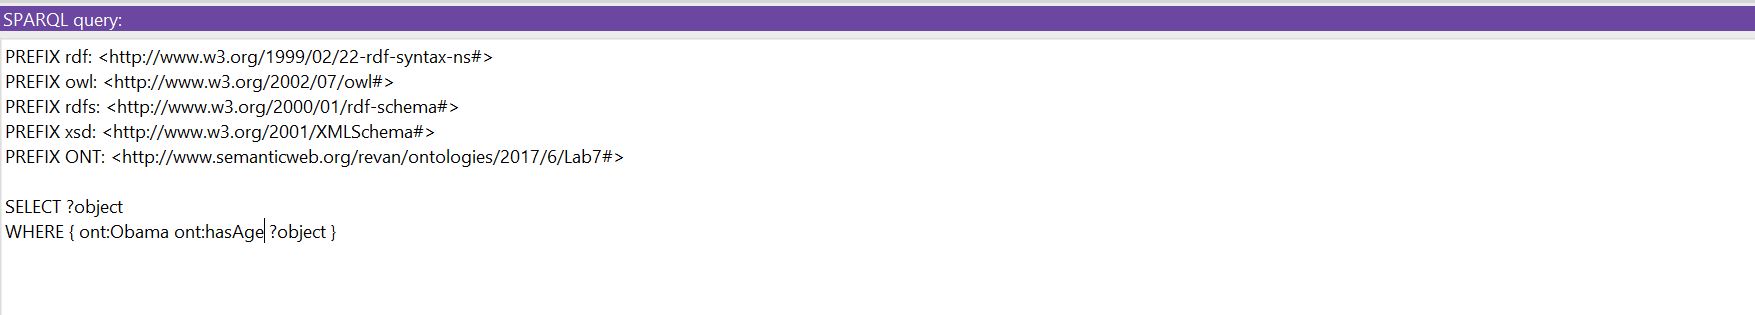 SPARQL query:
PREFIX rdf: <http://www.w3.org/1999/02/22-rdf-syntax-ns#>
PREFIX owl: <http://www.w3.org/2002/07/owl#>
PREFIX rdfs: <http://www.w3.org/2000/01/rdf-schema#>
PREFIX xsd: <http://www.w3.org/2001/XMLSchema#>
PREFIX ONT: <http://www.semanticweb.org/revan/ontologies/2017/6/Lab7#>
SELECT ?object
WHERE { ont:Obama ont:hasAge ?object }